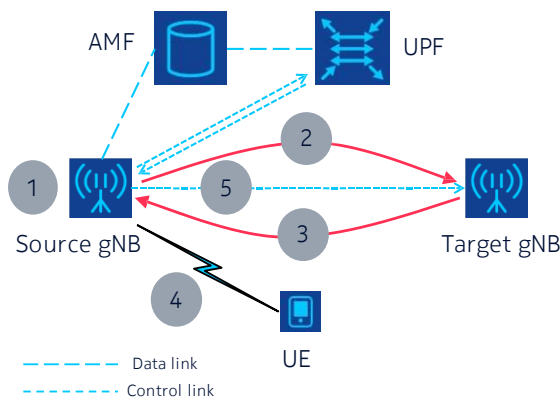 AMF
UPF
2
1
5
Source gNB
3
Target gNB
4
UE
Data link
Control link